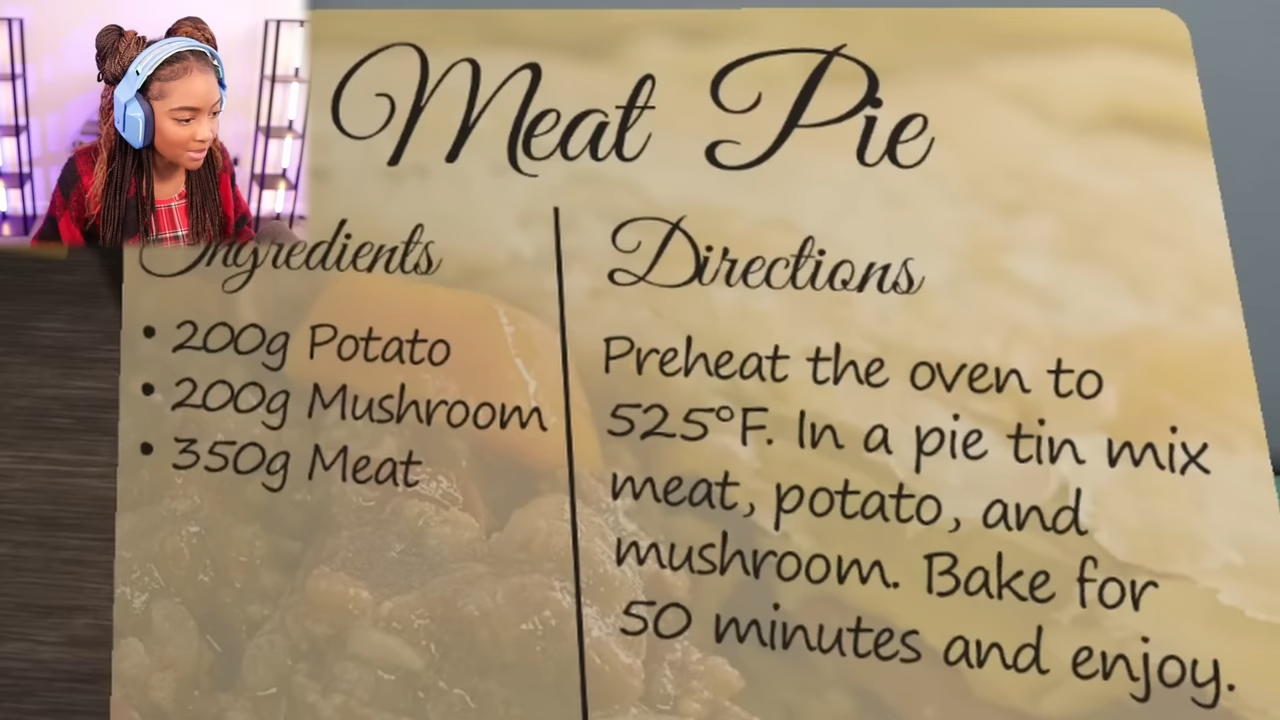 Meat Pie
Ingredients
• 200g Potato
• 200g Mushroom
• 350g Meat
Directions
Preheat the oven to
525°F. In a pie tin mix
meat, potato, and
mushroom. Bake for
50 minutes and enjoy.